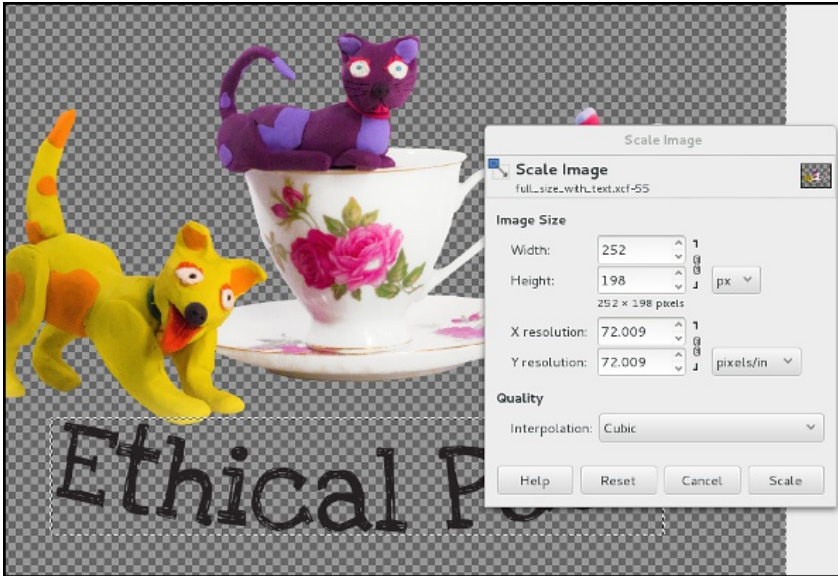 Scale Image
Scale Image
full_size_with_text.xcf-55
Image Size
Width: 252
Height: 198 px
252 × 198 pixels
X resolution: 72.009
Y resolution: 72.009 pixels/in
Quality
Interpolation: Cubic
Help Reset Cancel Scale
Ethical